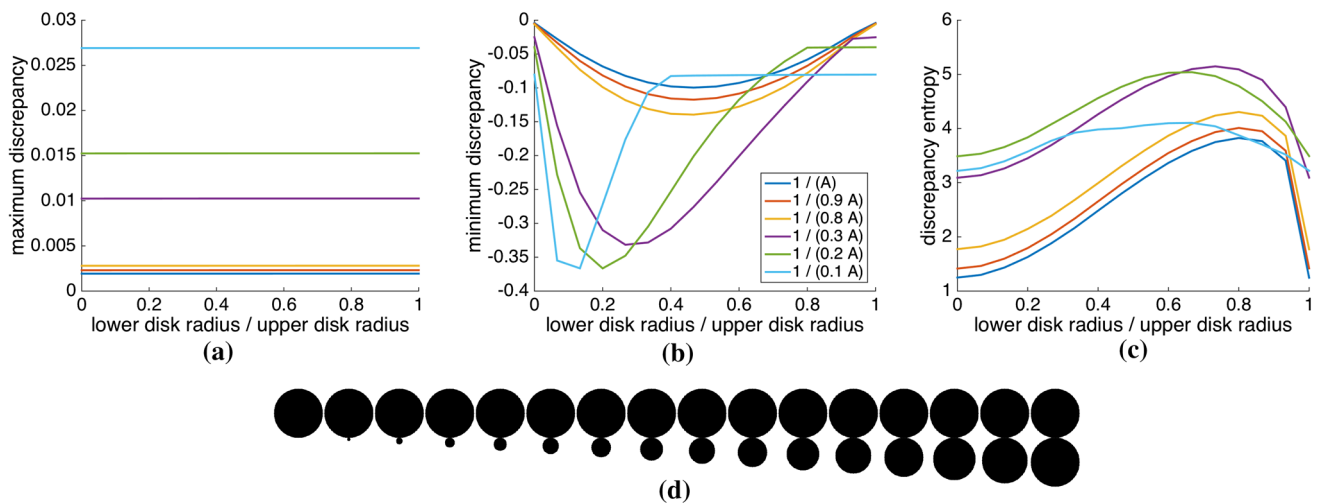 maximum discrepancy
0.03
0.025
0.02
0.015
0.01
0.005
0
0 0.2 0.4 0.6 0.8 1
lower disk radius / upper disk radius
(a)
minimum discrepancy
0
-0.05
-0.1
-0.15
-0.2
-0.25
-0.3
-0.35
-0.4
1 / (A)
1 / (0.9 A)
1 / (0.8 A)
1 / (0.3 A)
1 / (0.2 A)
1 / (0.1 A)
0 0.2 0.4 0.6 0.8 1
lower disk radius / upper disk radius
(b)
discrepancy entropy
6
5
4
3
2
1
0 0.2 0.4 0.6 0.8 1
lower disk radius / upper disk radius
(c)
(d)